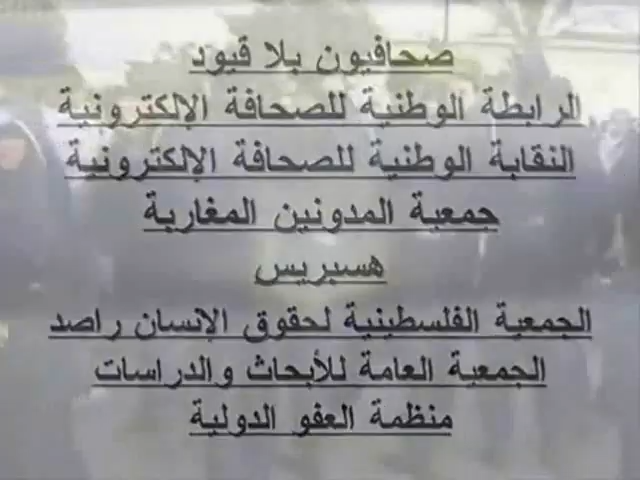 صحافيون بلا قيود
الرابطة الوطنية للصحافة الإلكترونية
النقابة الوطنية للصحافة الإلكترونية
جمعية المدونين المغاربة
هسبريس
الجمعية الفلسطينية لحقوق الإنسان راصد
الجمعية العامة للأبحاث والدراسات
منظمة العفو الدولية